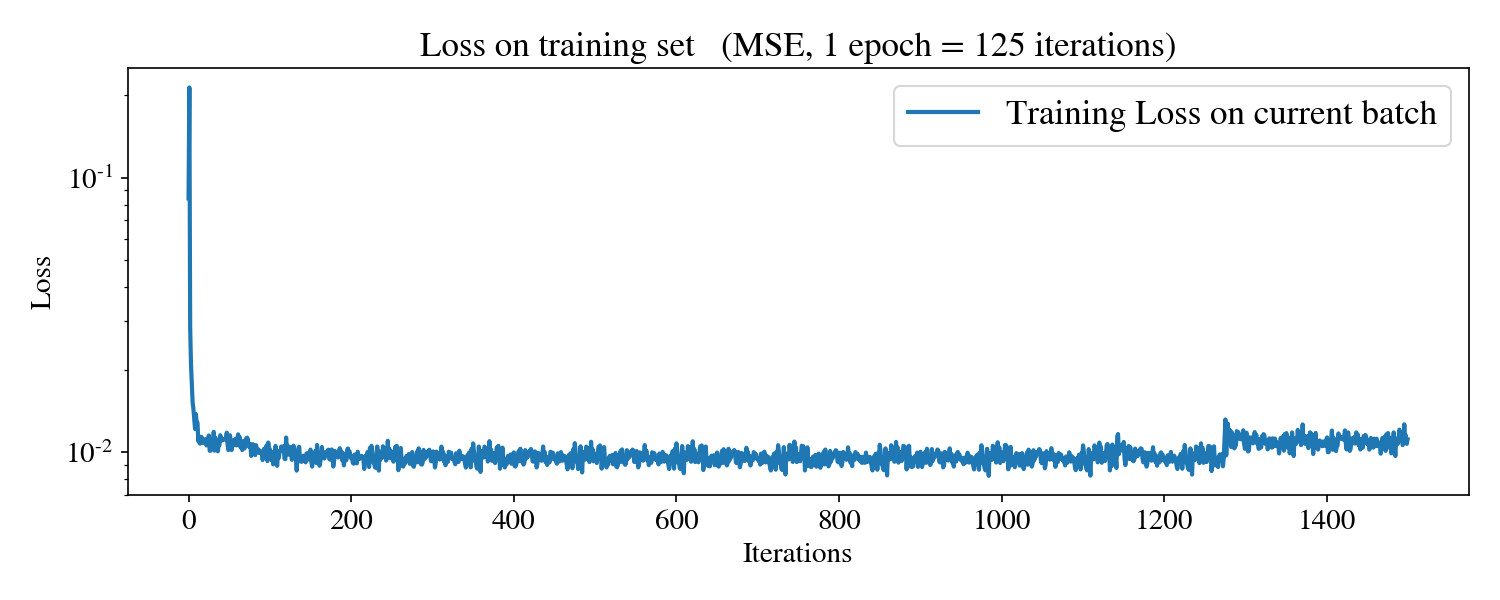 Loss on training set   (MSE, 1 epoch = 125 iterations)
Training Loss on current batch
10⁻¹
10⁻²
Loss
0 200 400 600 800 1000 1200 1400
Iterations